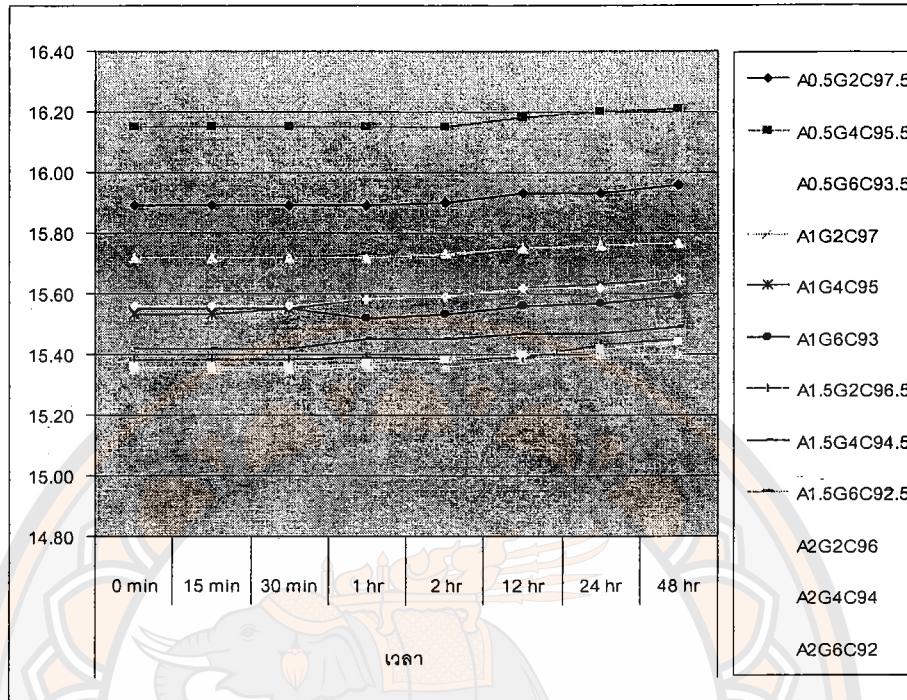 16.40
16.20
16.00
15.80
15.60
15.40
15.20
15.00
14.80
0 min 15 min 30 min 1 hr 2 hr 12 hr 24 hr 48 hr
เวลา
A0.5G2C97.5
A0.5G4C95.5
A0.5G6C93.5
A1G2C97
A1G4C95
A1G6C93
A1.5G2C96.5
A1.5G4C94.5
A1.5G6C92.5
A2G2C96
A2G4C94
A2G6C92